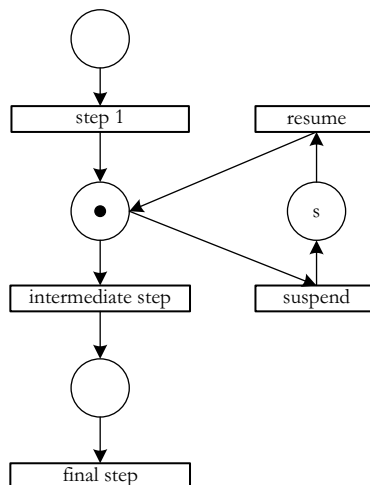 step 1
resume
s
intermediate step
suspend
final step